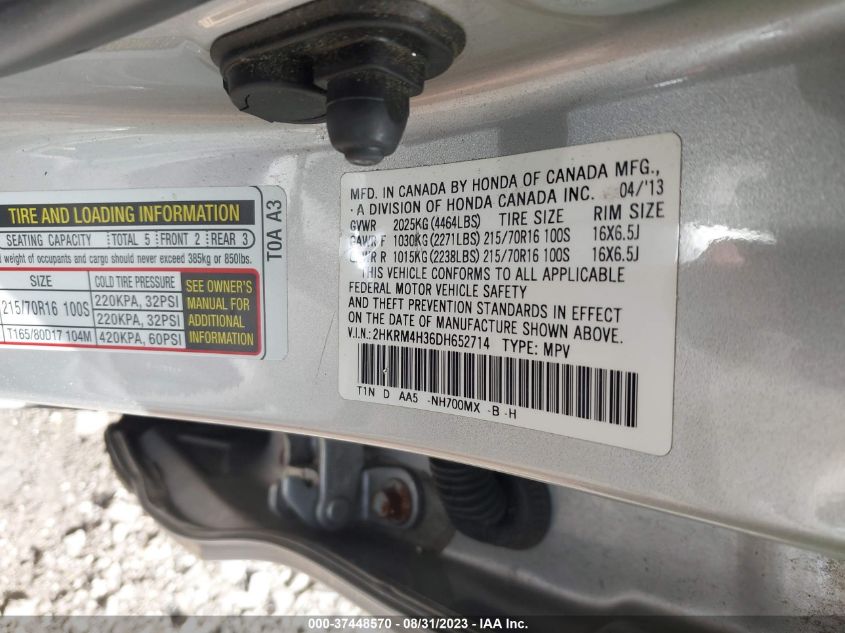 TIRE AND LOADING INFORMATION
SEATING CAPACITY TOTAL 5 FRONT 2 REAR 3
weight of occupants and cargo should never exceed 385kg or 850lbs.
SIZE COLD TIRE PRESSURE
215/70R16 100S 220KPA, 32PSI
220KPA, 32PSI
T165/80D17 104M 420KPA, 60PSI
SEE OWNER'S
MANUAL FOR
ADDITIONAL
INFORMATION
T0A A3
MFD. IN CANADA BY HONDA OF CANADA MFG.,
A DIVISION OF HONDA CANADA INC. 04/'13
GVWR 2025KG (4464LBS) TIRE SIZE RIM SIZE
GAWR F 1030KG (2271LBS) 215/70R16 100S 16X6.5J
R 1015KG (2238LBS) 215/70R16 100S 16X6.5J
THIS VEHICLE CONFORMS TO ALL APPLICABLE
FEDERAL MOTOR VEHICLE SAFETY
AND THEFT PREVENTION STANDARDS IN EFFECT
ON THE DATE OF MANUFACTURE SHOWN ABOVE.
V.I.N.: 2HKRM4H36DH652714 TYPE: MPV
T1N D AA5 -NH700MX -B -H
000-37448570 - 08/31/2023 - IAA Inc.